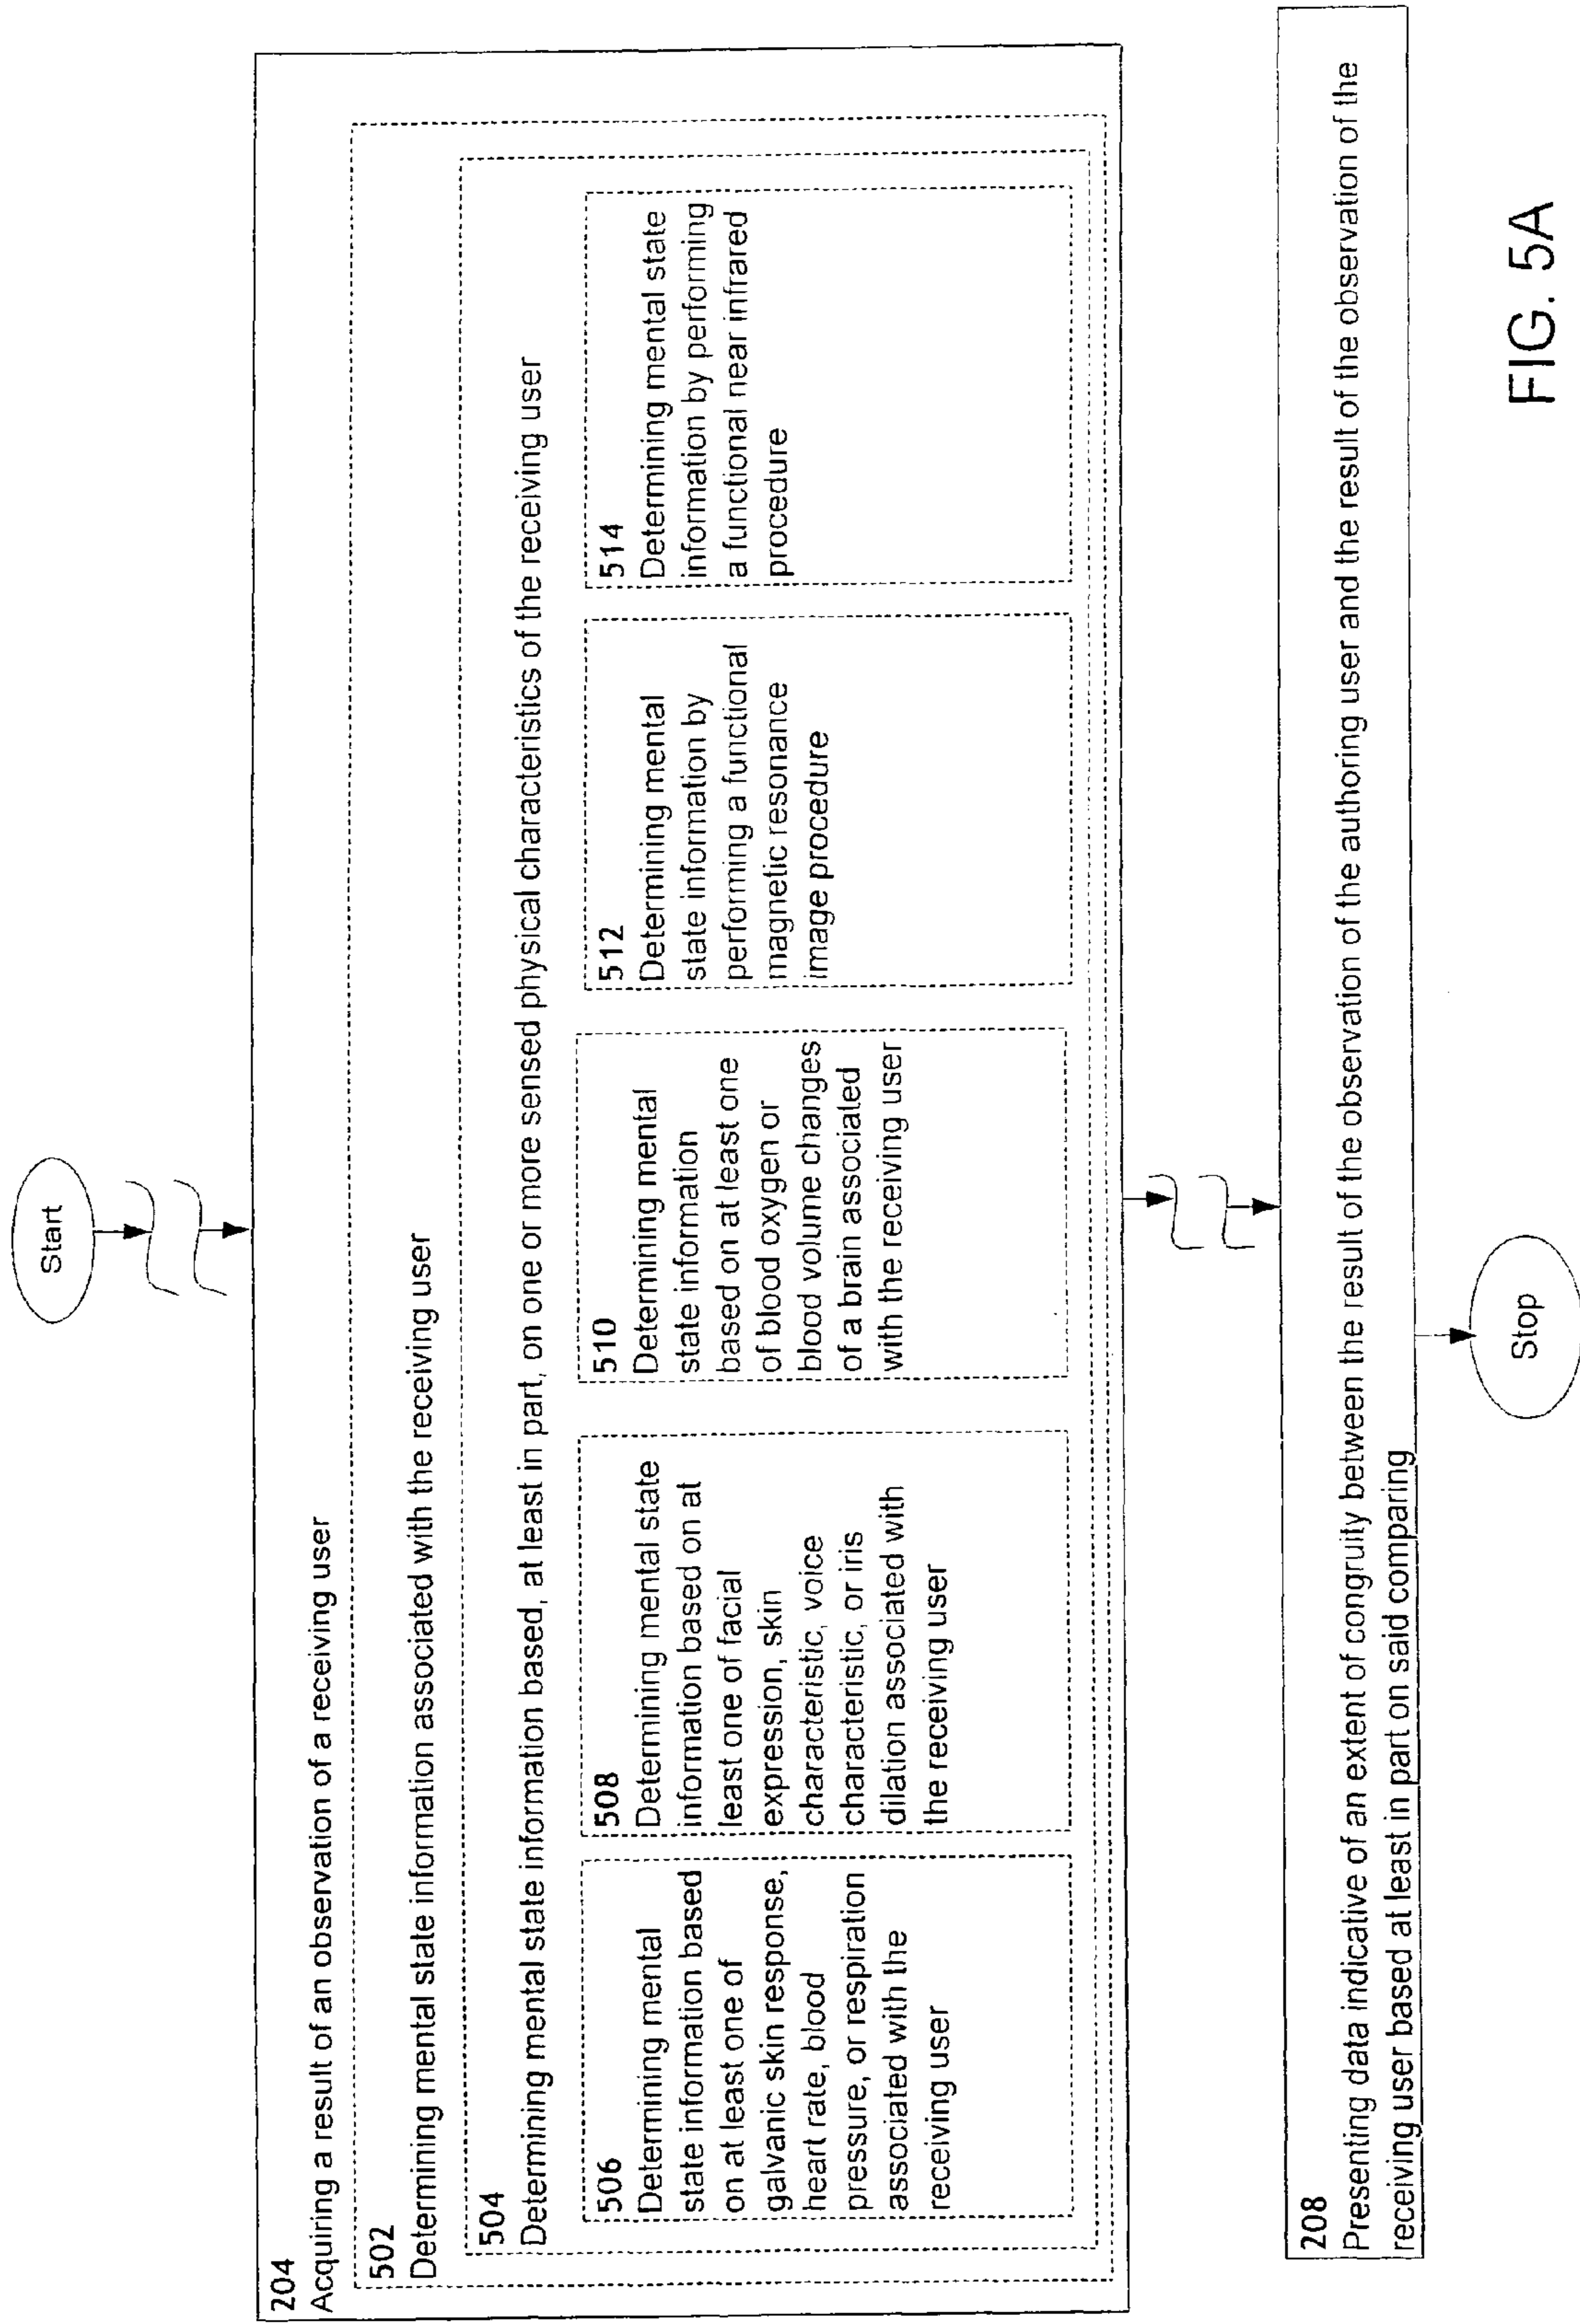 Start
204
Acquiring a result of an observation of a receiving user
502
Determining mental state information associated with the receiving user
504
Determining mental state information based, at least in part, on one or more sensed physical characteristics of the receiving user
506
Determining mental
state information based
on at least one of
galvanic skin response,
heart rate, blood
pressure, or respiration
associated with the
receiving user
508
Determining mental state
information based on at
least one of facial
expression, skin
characteristic, voice
characteristic, or iris
dilation associated with
the receiving user
510
Determining mental
state information
based on at least one
of blood oxygen or
blood volume changes
of a brain associated
with the receiving user
512
Determining mental
state information by
performing a functional
magnetic resonance
image procedure
514
Determining mental state
information by performing
a functional near infrared
procedure
208
Presenting data indicative of an extent of congruity between the result of the observation of the authoring user and the result of the observation of the
receiving user based at least in part on said comparing
Stop
FIG. 5A